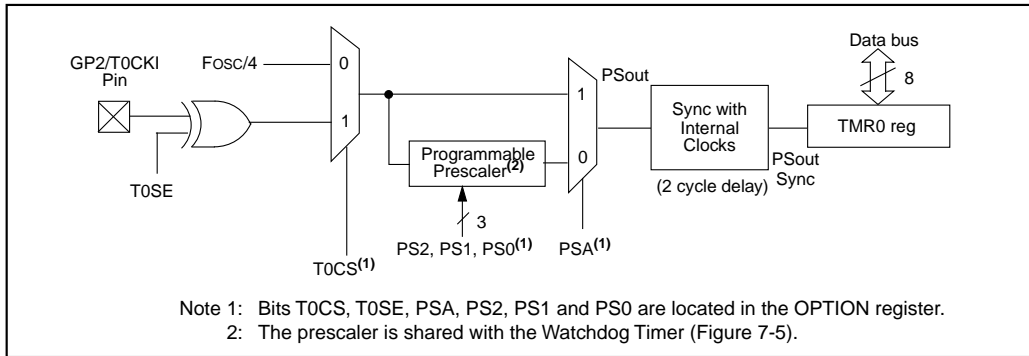 Data bus
GP2/T0CKI
Pin
FOSC/4
0
PSout
8
1
Sync with
Internal
Clocks
TMR0 reg
1
Programmable
Prescaler(2)
0
PSout
Sync
T0SE
(2 cycle delay)
3
PS2, PS1, PS0(1)
PSA(1)
T0CS(1)
Note 1: Bits T0CS, T0SE, PSA, PS2, PS1 and PS0 are located in the OPTION register.
2: The prescaler is shared with the Watchdog Timer (Figure 7-5).